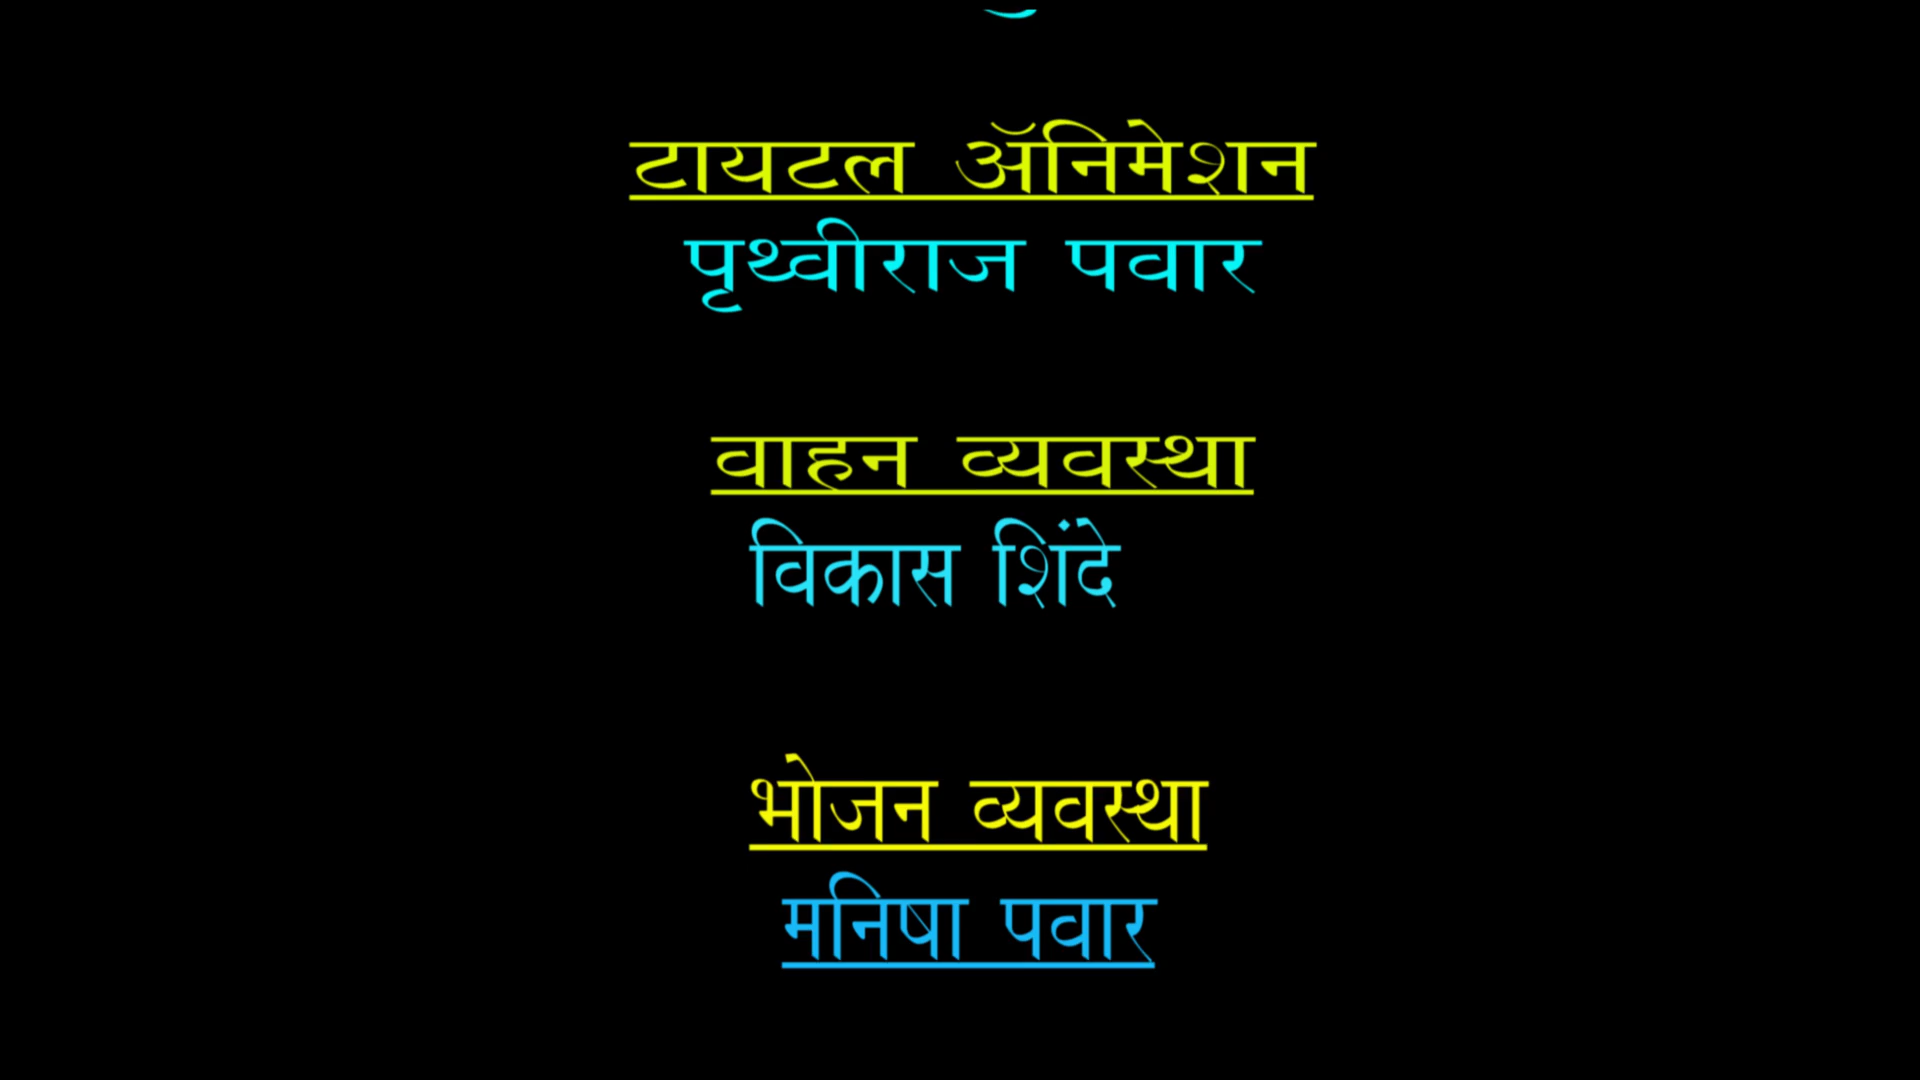 टायटल ॲनिमेशन
पृथ्वीराज पवार
वाहन व्यवस्था
विकास शिंदे
भोजन व्यवस्था
मनिषा पवार